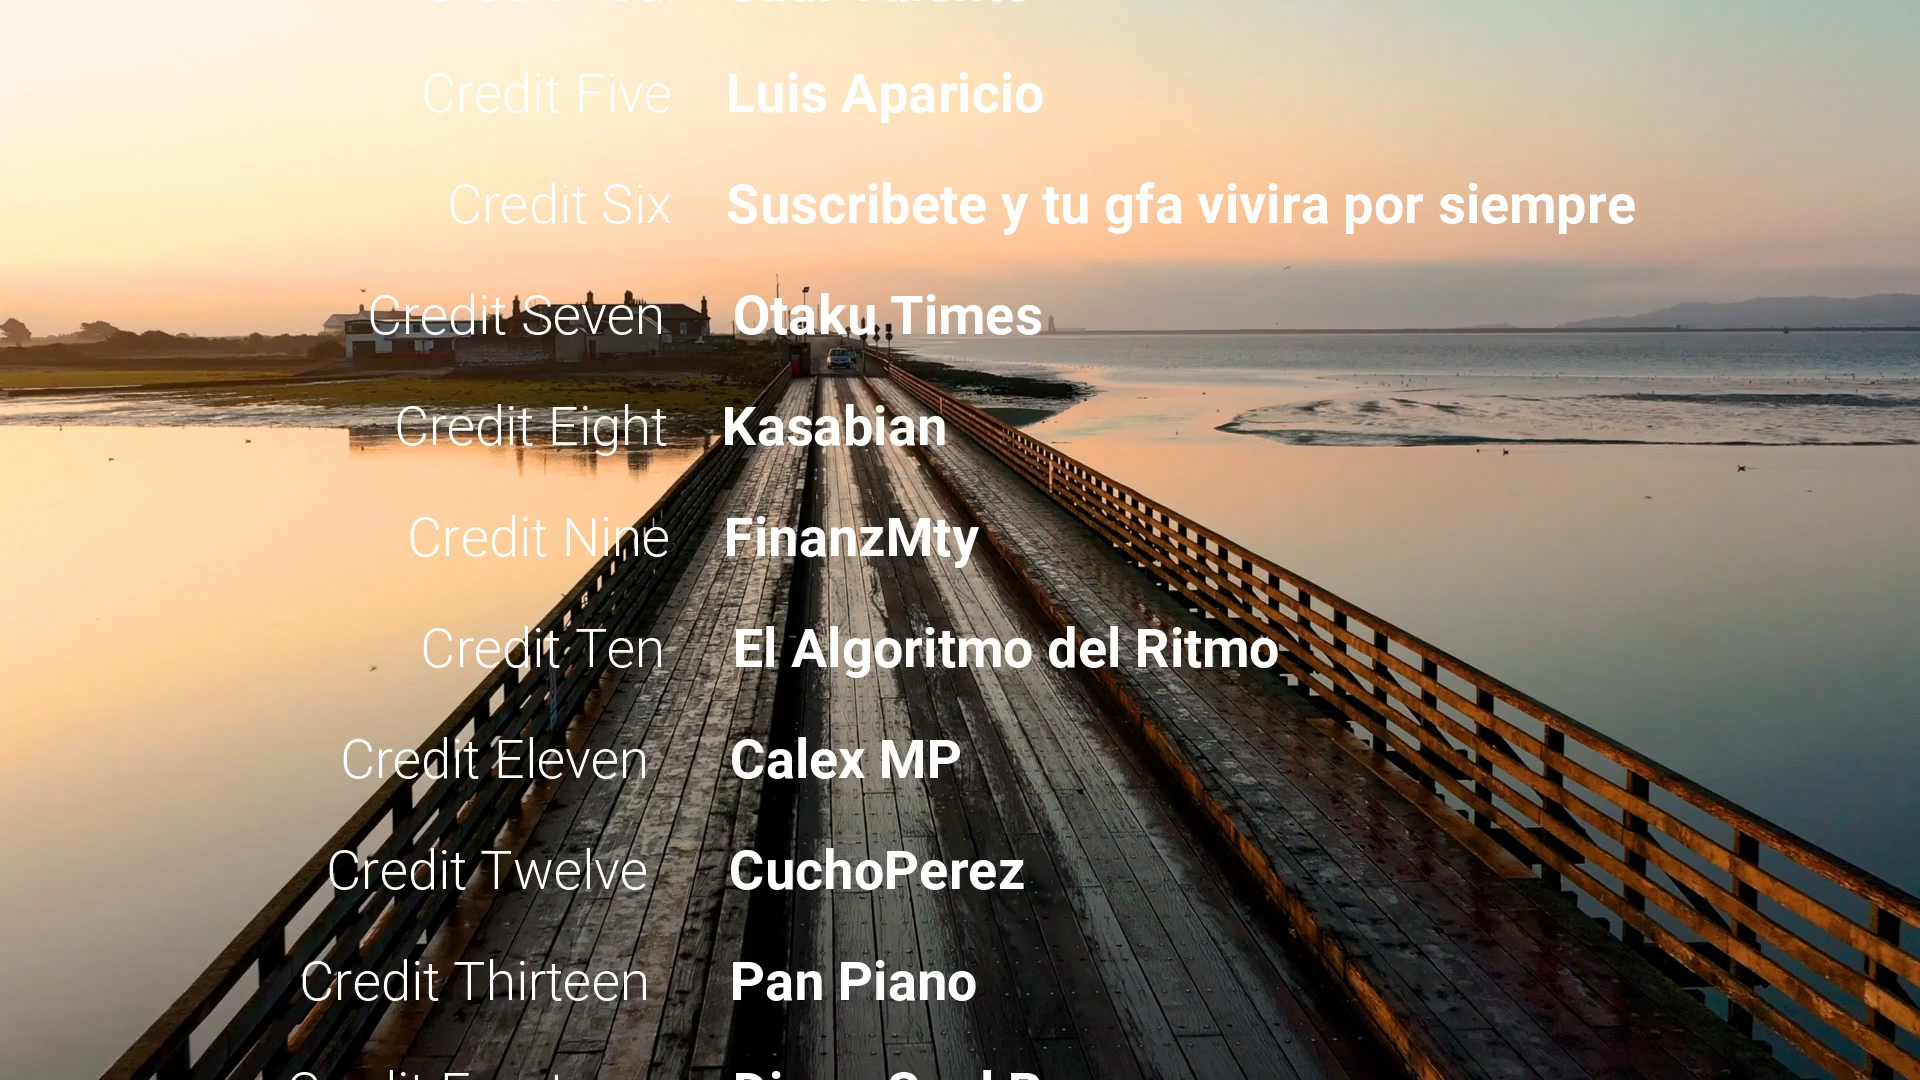 Credit Five Luis Aparicio
Credit Six Suscribete y tu gfa vivira por siempre
Credit Seven Otaku Times
Credit Eight Kasabian
Credit Nine FinanzMty
Credit Ten El Algoritmo del Ritmo
Credit Eleven Calex MP
Credit Twelve CuchoPerez
Credit Thirteen Pan Piano